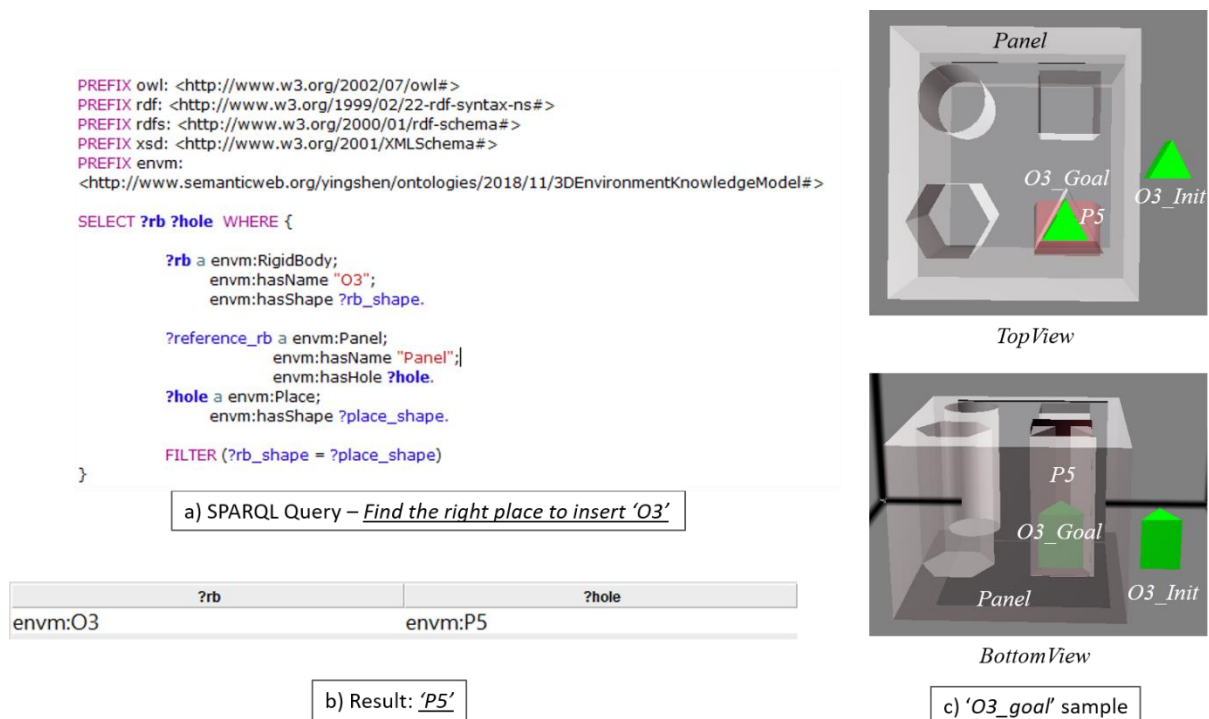 PREFIX owl: <http://www.w3.org/2002/07/owl#>
PREFIX rdf: <http://www.w3.org/1999/02/22-rdf-syntax-ns#>
PREFIX rdfs: <http://www.w3.org/2000/01/rdf-schema#>
PREFIX xsd: <http://www.w3.org/2001/XMLSchema#>
PREFIX envm:
<http://www.semanticweb.org/yingshen/ontologies/2018/11/3DEnvironmentKnowledgeModel#>
SELECT ?rb ?hole WHERE {
?rb a envm:RigidBody;
envm:hasName "O3";
envm:hasShape ?rb_shape.
?reference_rb a envm:Panel;
envm:hasName "Panel";
envm:hasHole ?hole.
?hole a envm:Place;
envm:hasShape ?place_shape.
FILTER (?rb_shape = ?place_shape)
}
a) SPARQL Query – Find the right place to insert ‘O3’
?rb ?hole
envm:O3 envm:P5
b) Result: ‘P5’
Panel
O3_Goal
O3_Init
P5
TopView
P5
O3_Goal
Panel
O3_Init
BottomView
c) ‘O3_goal’ sample